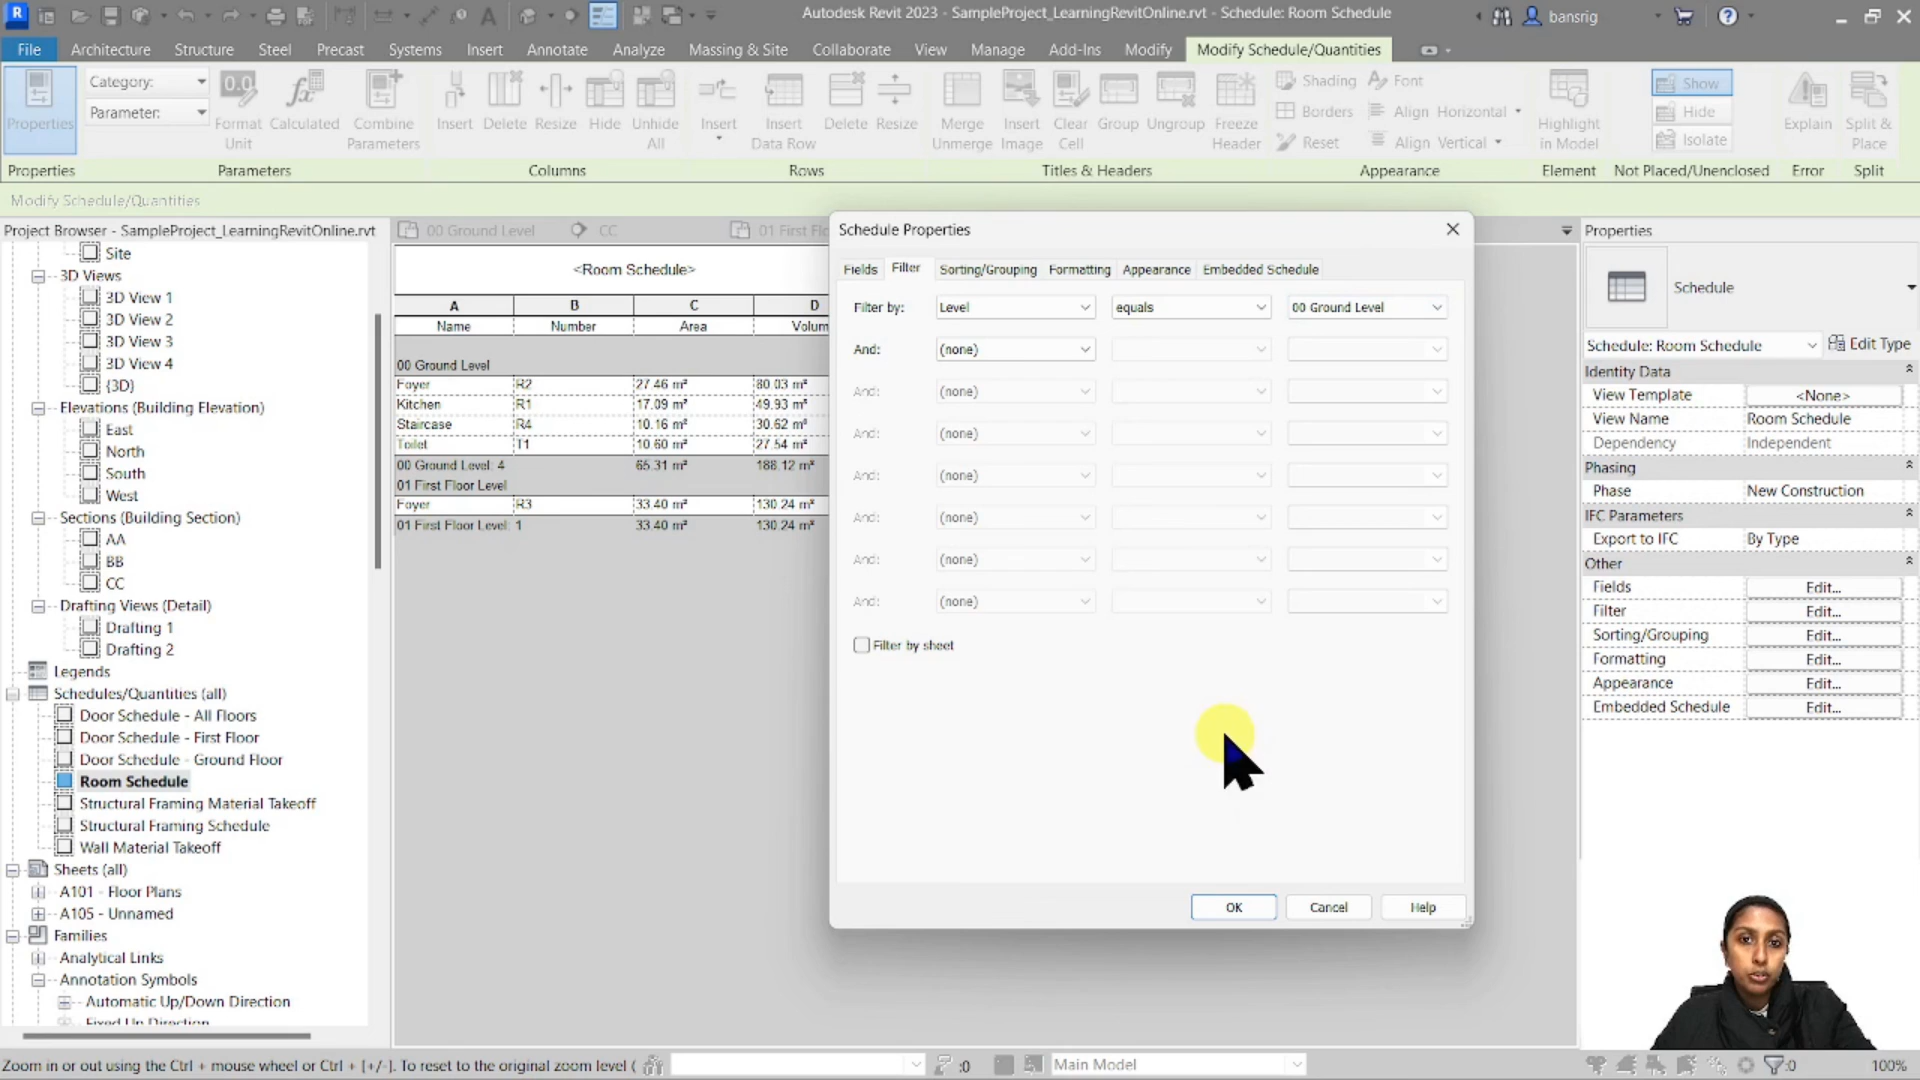 Autodesk Revit 2023 - SampleProject_LearningRevitOnline.rvt - Schedule: Room Schedule
bansrig
File Architecture Structure Steel Precast Systems Insert Annotate Analyze Massing & Site Collaborate View Manage Add-Ins Modify Modify Schedule/Quantities
Properties
Category:
Parameter:
Format Unit
Calculated
Combine Parameters
Insert
Delete
Resize
Hide
Unhide All
Insert
Insert Data Row
Delete
Resize
Merge Unmerge
Insert Image
Clear Cell
Group
Ungroup
Freeze Header
Shading
Borders
Reset
Font
Align Horizontal
Align Vertical
Highlight in Model
Show
Hide
Isolate
Explain
Split & Place
Properties Parameters Columns Rows Titles & Headers Appearance Element Not Placed/Unenclosed Error Split
Modify Schedule/Quantities
Project Browser - SampleProject_LearningRevitOnline.rvt
Site
3D Views
3D View 1
3D View 2
3D View 3
3D View 4
{3D}
Elevations (Building Elevation)
East
North
South
West
Sections (Building Section)
AA
BB
CC
Drafting Views (Detail)
Drafting 1
Drafting 2
Legends
Schedules/Quantities (all)
Door Schedule - All Floors
Door Schedule - First Floor
Door Schedule - Ground Floor
Room Schedule
Structural Framing Material Takeoff
Structural Framing Schedule
Wall Material Takeoff
Sheets (all)
A101 - Floor Plans
A105 - Unnamed
Families
Analytical Links
Annotation Symbols
Automatic Up/Down Direction
Fixed Up Direction
00 Ground Level
CC
01 First Flo
<Room Schedule>
A B C D
Name Number Area Volum
00 Ground Level
Foyer R2 27.46 m² 80.03 m³
Kitchen R1 17.09 m² 49.93 m³
Staircase R4 10.16 m² 30.62 m³
Toilet T1 10.60 m² 27.54 m³
00 Ground Level: 4 65.31 m² 188.12 m³
01 First Floor Level
Foyer R3 33.40 m² 130.24 m³
01 First Floor Level: 1 33.40 m² 130.24 m³
Schedule Properties
Fields Filter Sorting/Grouping Formatting Appearance Embedded Schedule
Filter by: Level equals 00 Ground Level
And: (none)
And: (none)
And: (none)
And: (none)
And: (none)
And: (none)
And: (none)
Filter by sheet
OK Cancel Help
Properties
Schedule
Schedule: Room Schedule Edit Type
Identity Data
View Template <None>
View Name Room Schedule
Dependency Independent
Phasing
Phase New Construction
IFC Parameters
Export to IFC By Type
Other
Fields Edit...
Filter Edit...
Sorting/Grouping Edit...
Formatting Edit...
Appearance Edit...
Embedded Schedule Edit...
Zoom in or out using the Ctrl + mouse wheel or Ctrl + [+/-]. To reset to the original zoom level (
:0
Main Model
:0
100%